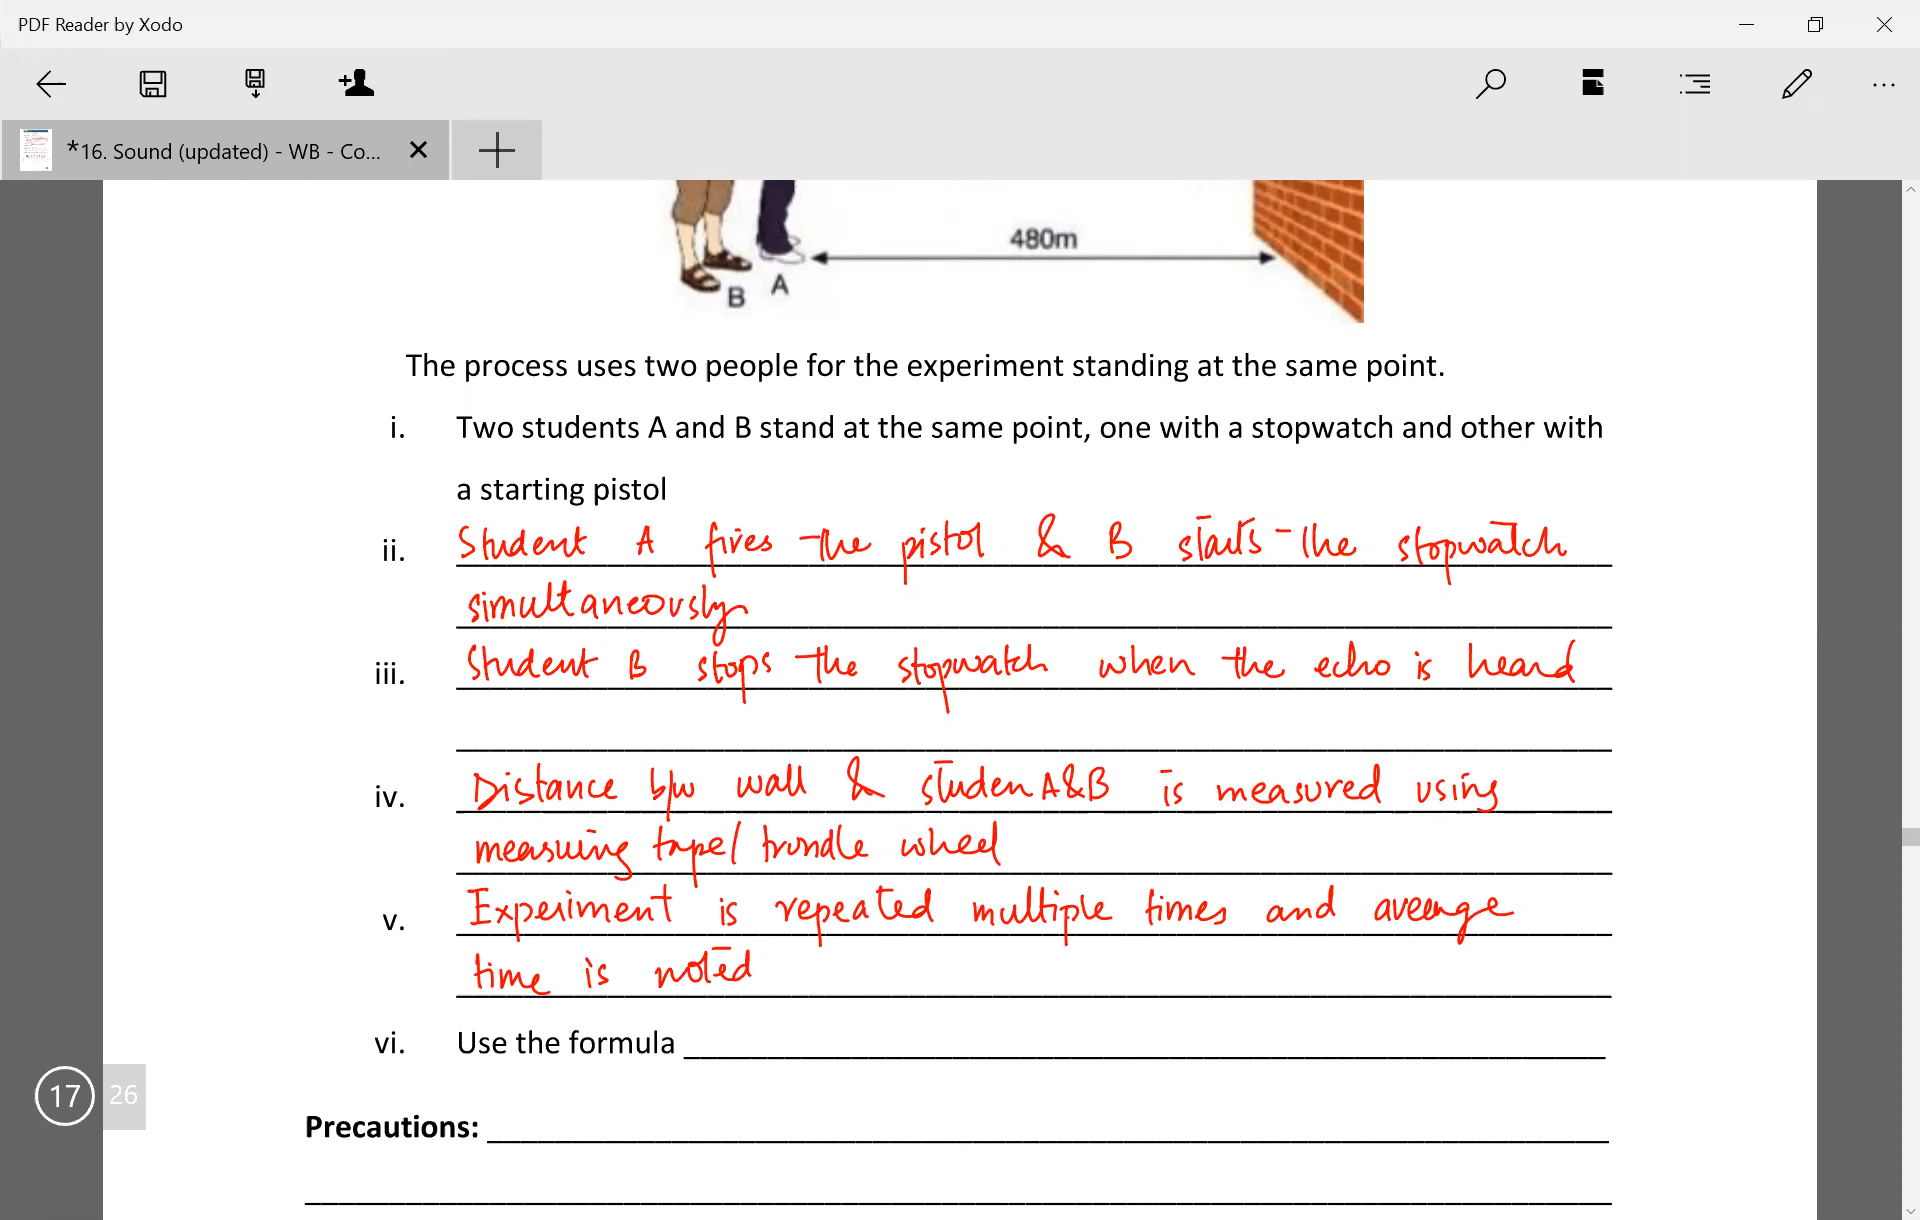 PDF Reader by Xodo
*16. Sound (updated) - WB - Co...
480m
B A
The process uses two people for the experiment standing at the same point.
i. Two students A and B stand at the same point, one with a stopwatch and other with
a starting pistol
ii. Student A fires the pistol & B starts the stopwatch
simultaneously
iii. Student B stops the stopwatch when the echo is heard
iv. Distance b/w wall & studen A&B is measured using
measuring tape/ trundle wheel
v. Experiment is repeated multiple times and average
time is noted
vi. Use the formula
17 26
Precautions: